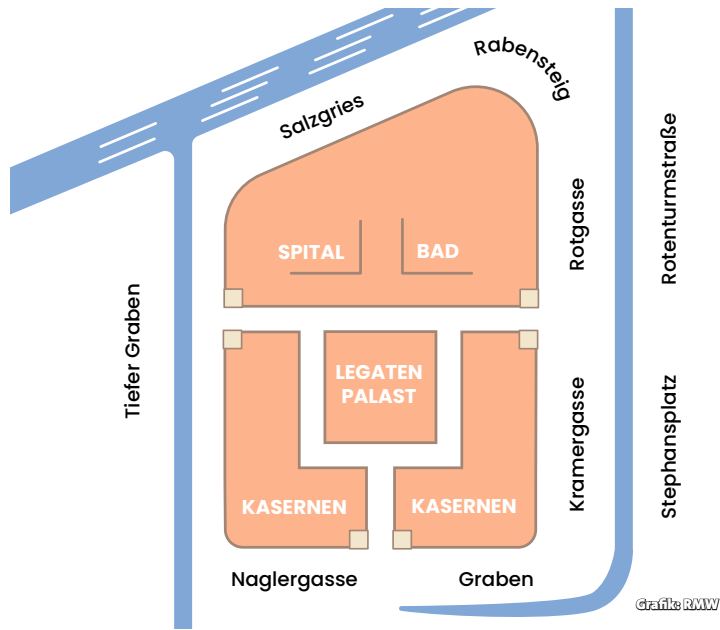 Rabensteig
Salzgries
Rotenturmstraße
Rotgasse
SPITAL
BAD
Tiefer Graben
LEGATEN
PALAST
Kramergasse
Stephansplatz
KASERNEN
KASERNEN
Naglergasse
Graben
Grafik: RMW